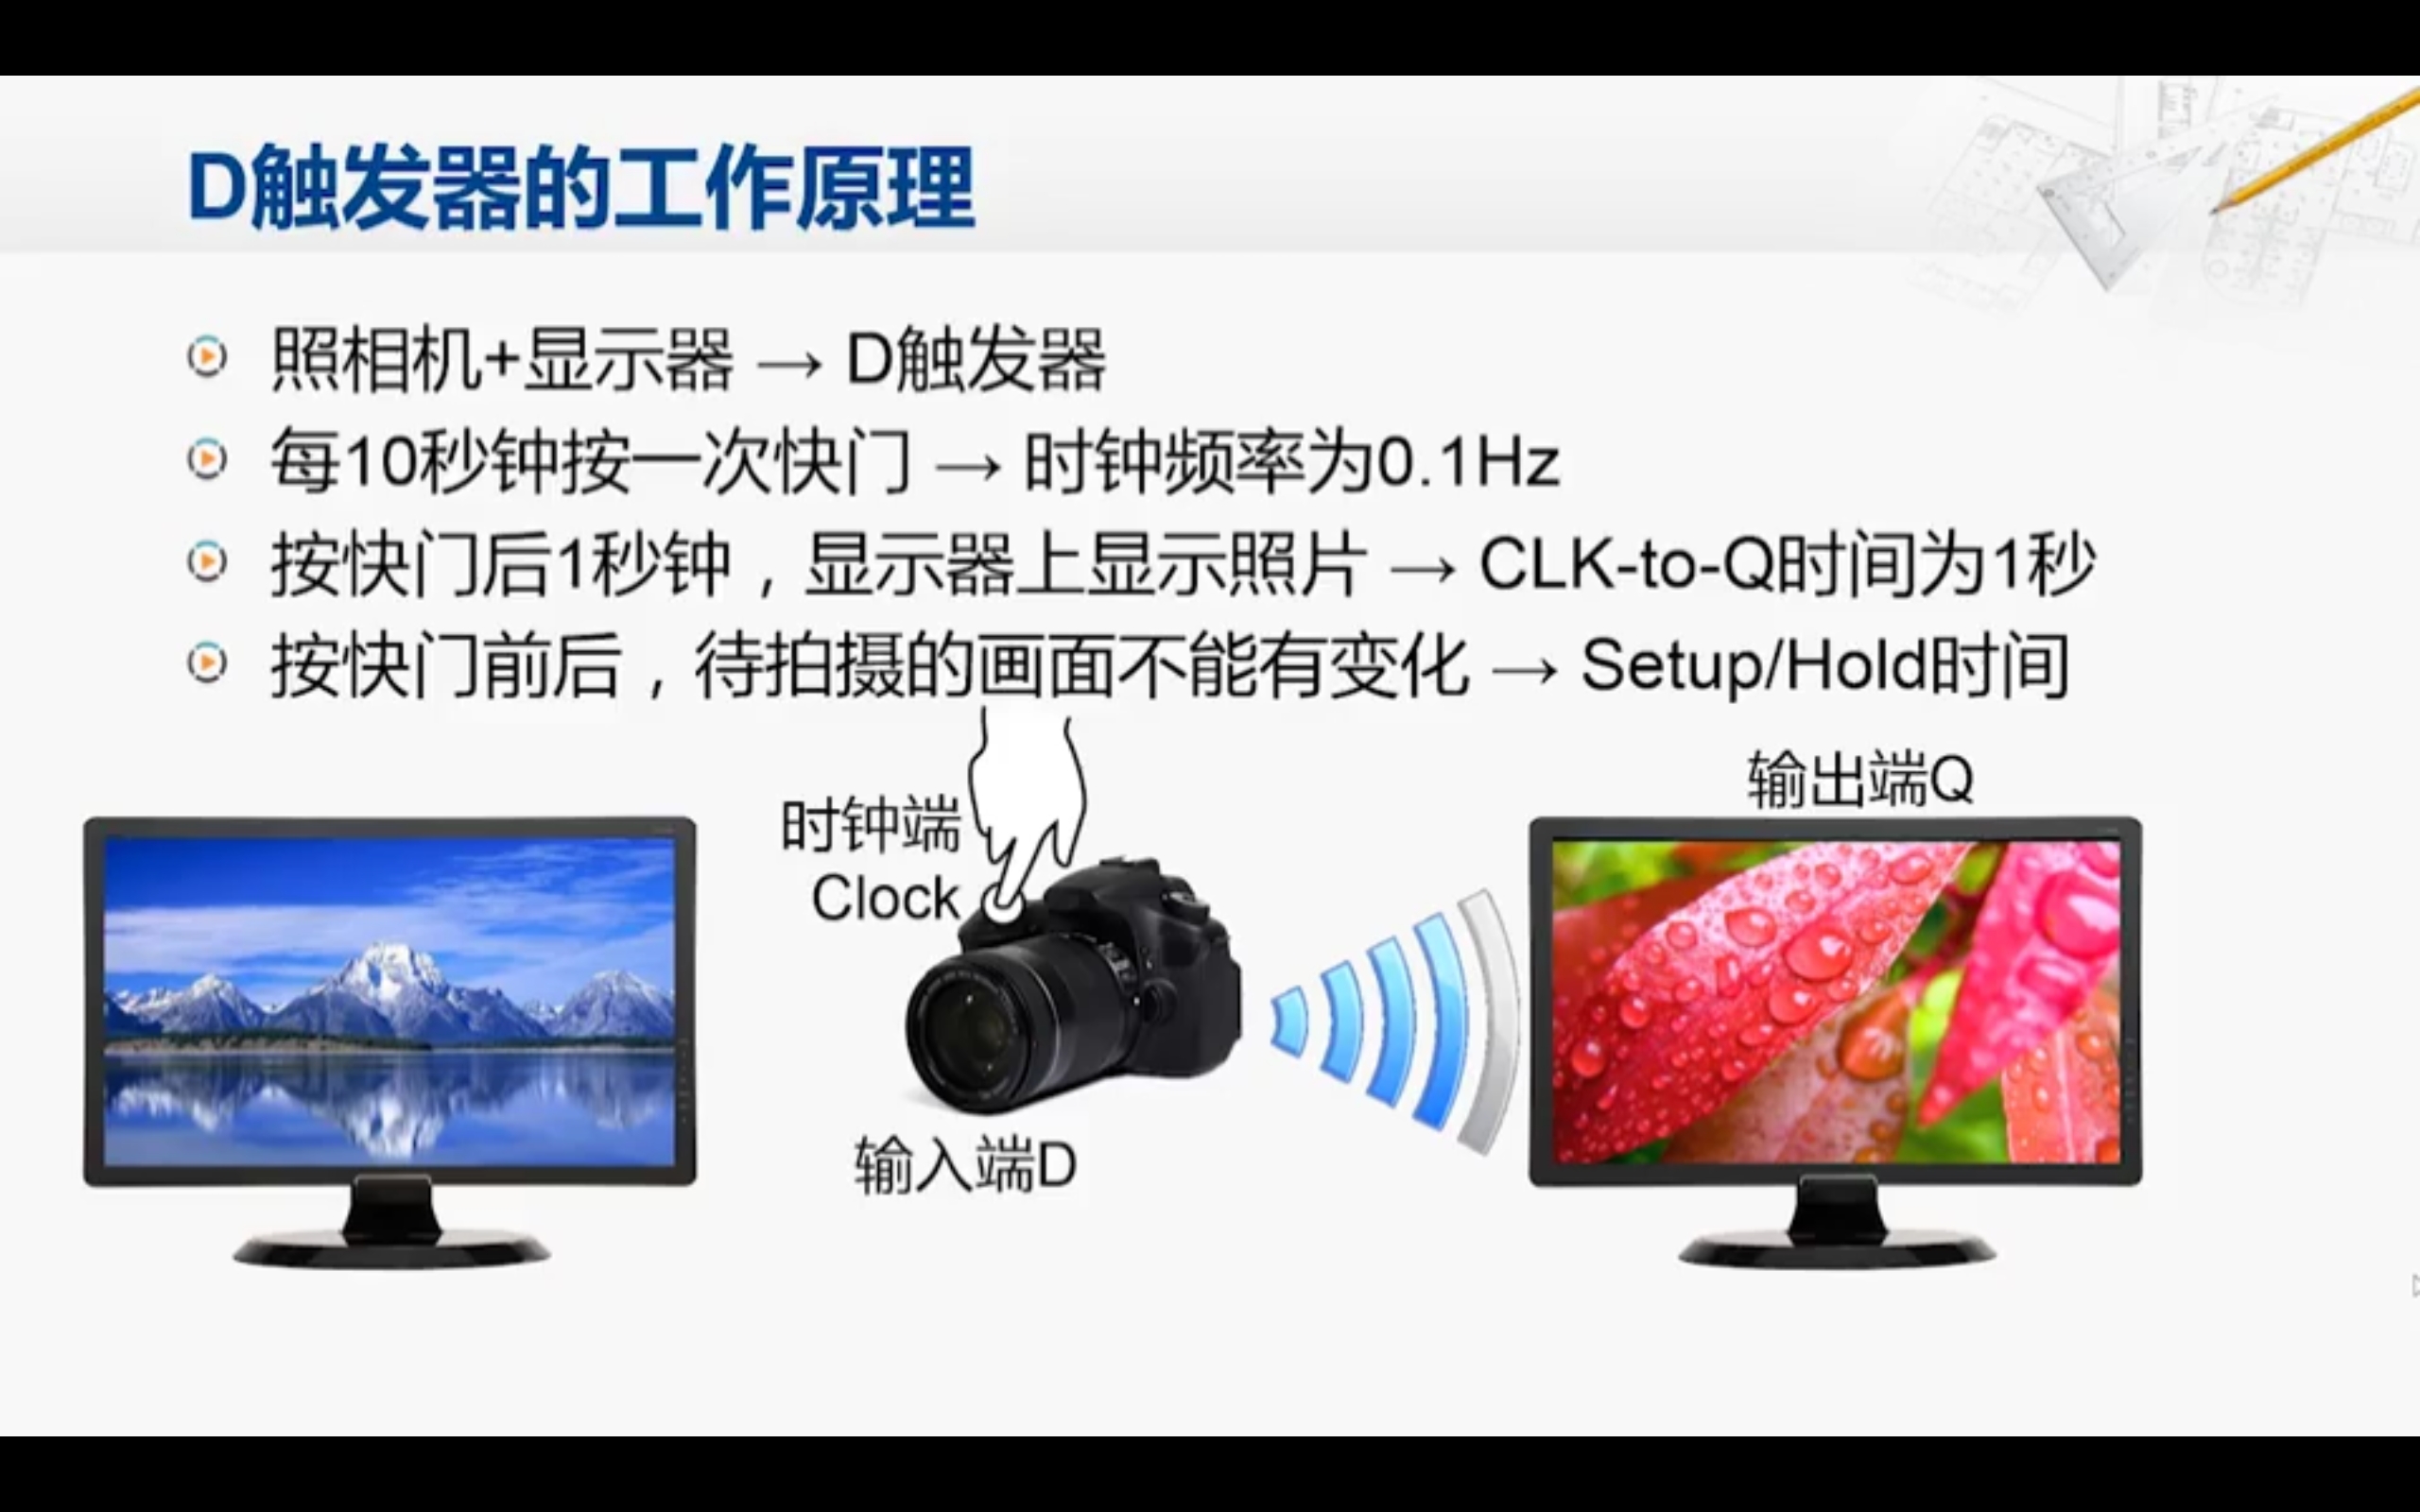 D触发器的工作原理
照相机+显示器 → D触发器
每10秒钟按一次快门 → 时钟频率为0.1Hz
按快门后1秒钟，显示器上显示照片 → CLK-to-Q时间为1秒
按快门前后，待拍摄的画面不能有变化 → Setup/Hold时间
时钟端
Clock
输入端D
输出端Q